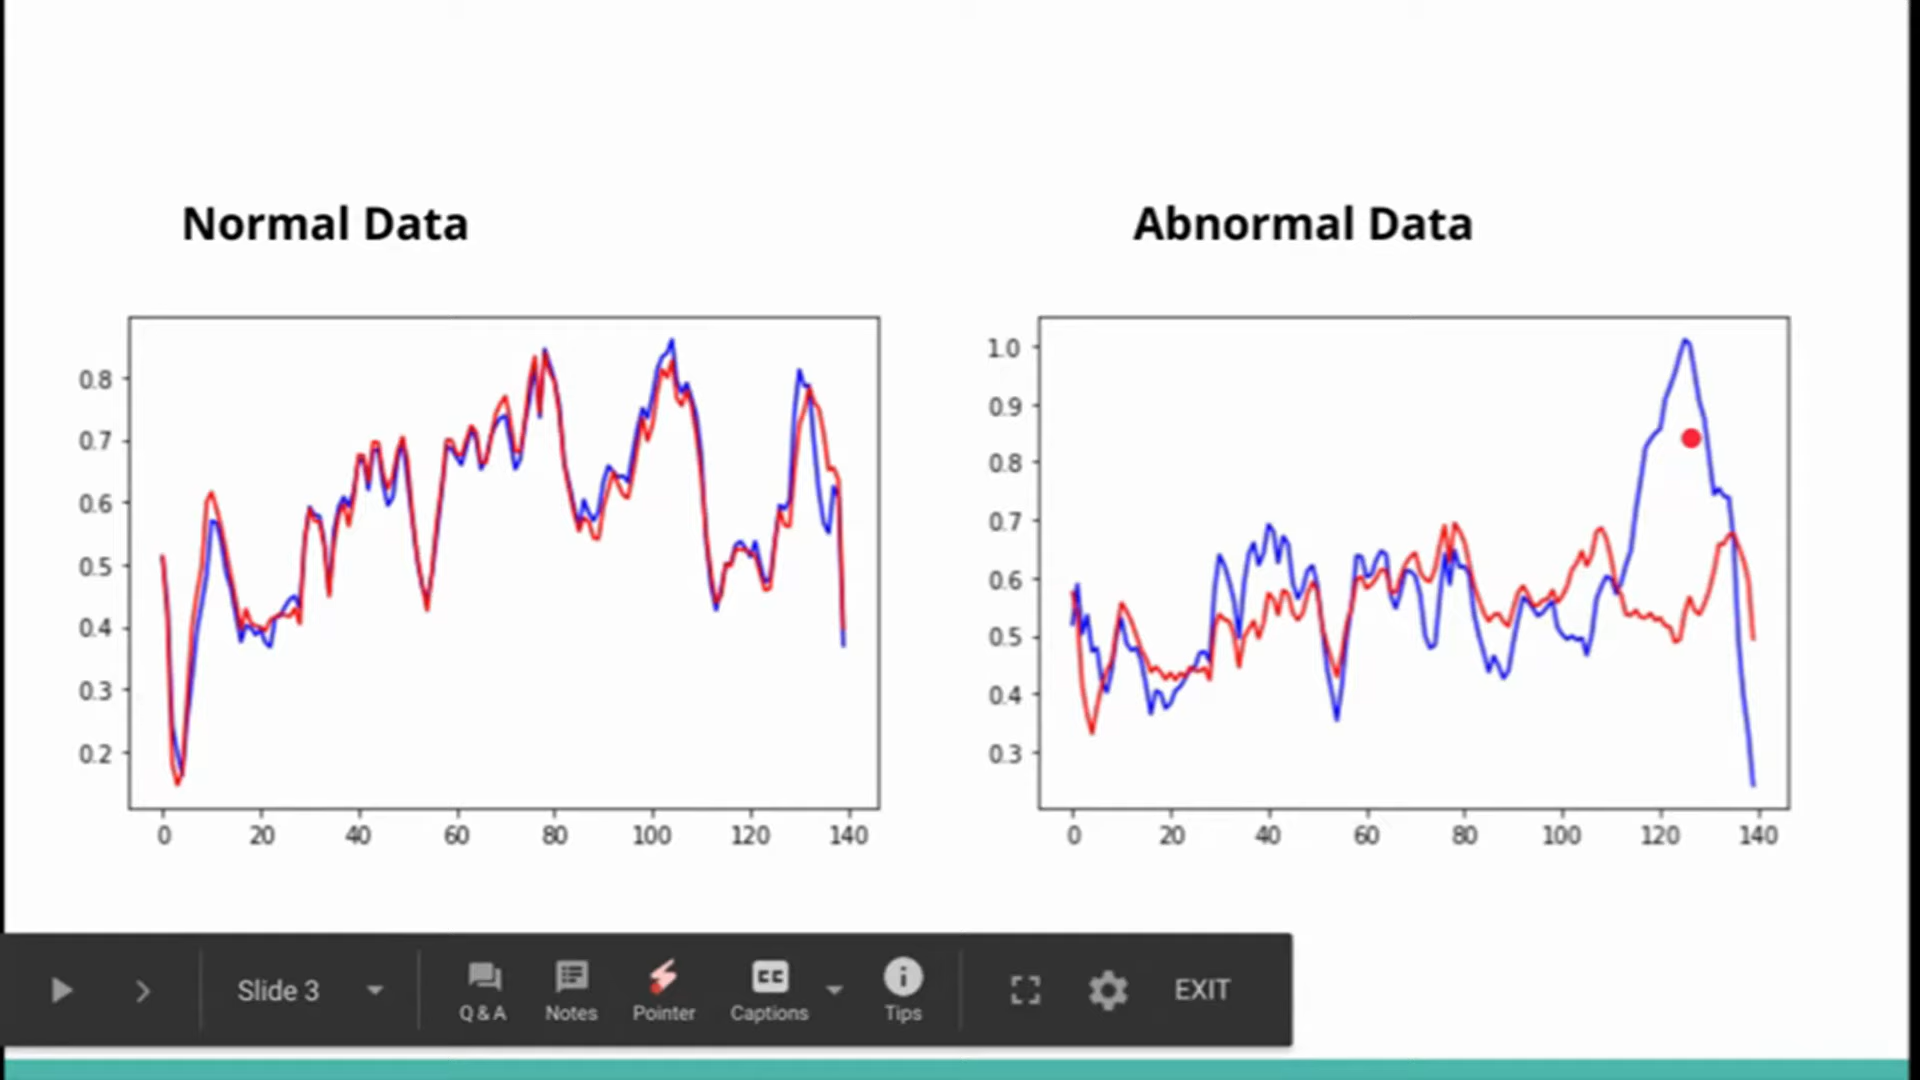 Normal Data
Abnormal Data
0.8
0.7
0.6
0.5
0.4
0.3
0.2
0 20 40 60 80 100 120 140
1.0
0.9
0.8
0.7
0.6
0.5
0.4
0.3
0 20 40 60 80 100 120 140
Slide 3
Q & A
Notes
Pointer
CC
Captions
Tips
EXIT